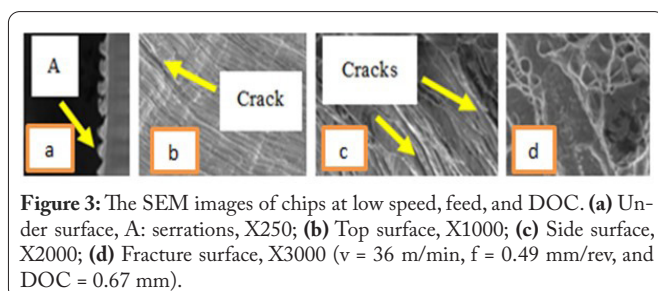 A
Crack
Cracks
a
b
c
d
Figure 3: The SEM images of chips at low speed, feed, and DOC. (a) Un-
der surface, A: serrations, X250; (b) Top surface, X1000; (c) Side surface,
X2000; (d) Fracture surface, X3000 (v = 36 m/min, f = 0.49 mm/rev, and
DOC = 0.67 mm).